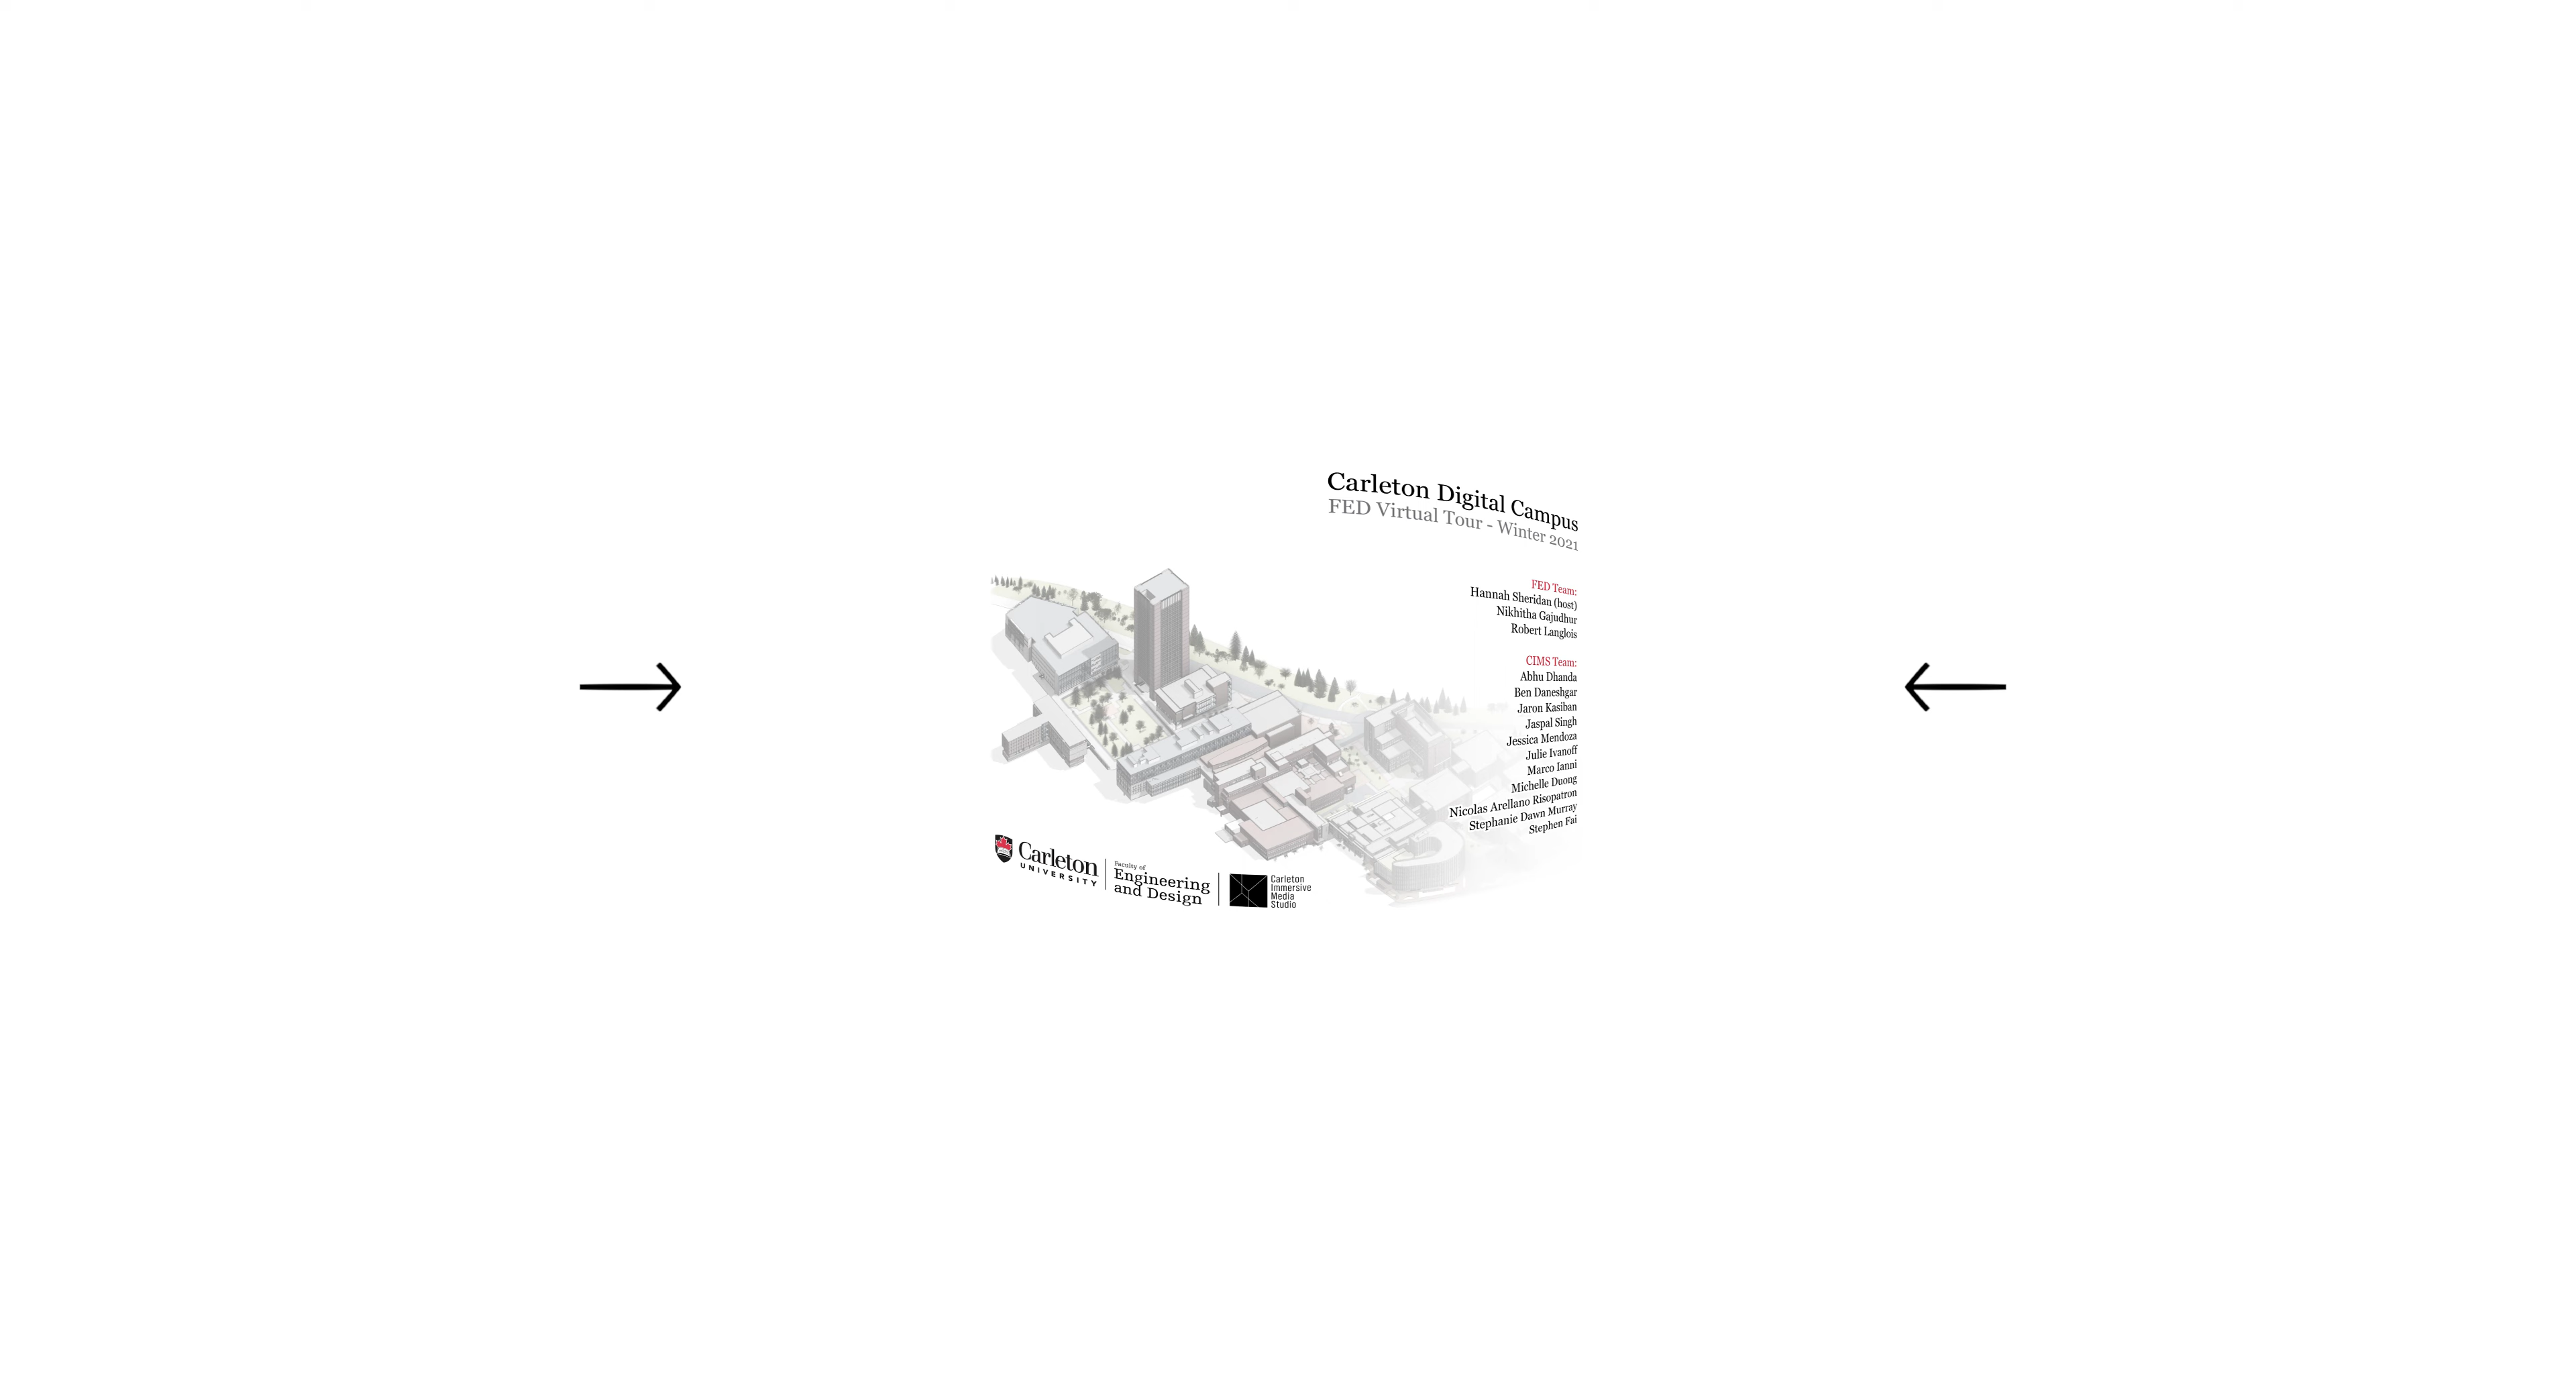 Carleton Digital Campus
FED Virtual Tour - Winter 2021
FED Team:
Hannah Sheridan (host)
Nikhitha Gajudhur
Robert Langlois
CIMS Team:
Abhu Dhanda
Ben Daneshgar
Jaron Kasiban
Jaspal Singh
Jessica Mendoza
Julie Ivanoff
Marco Ianni
Michelle Duong
Nicolas Arellano Risopatron
Stephanie Dawn Murray
Stephen Fai
Carleton
UNIVERSITY
Faculty of
Engineering
and Design
Carleton
Immersive
Media
Studio